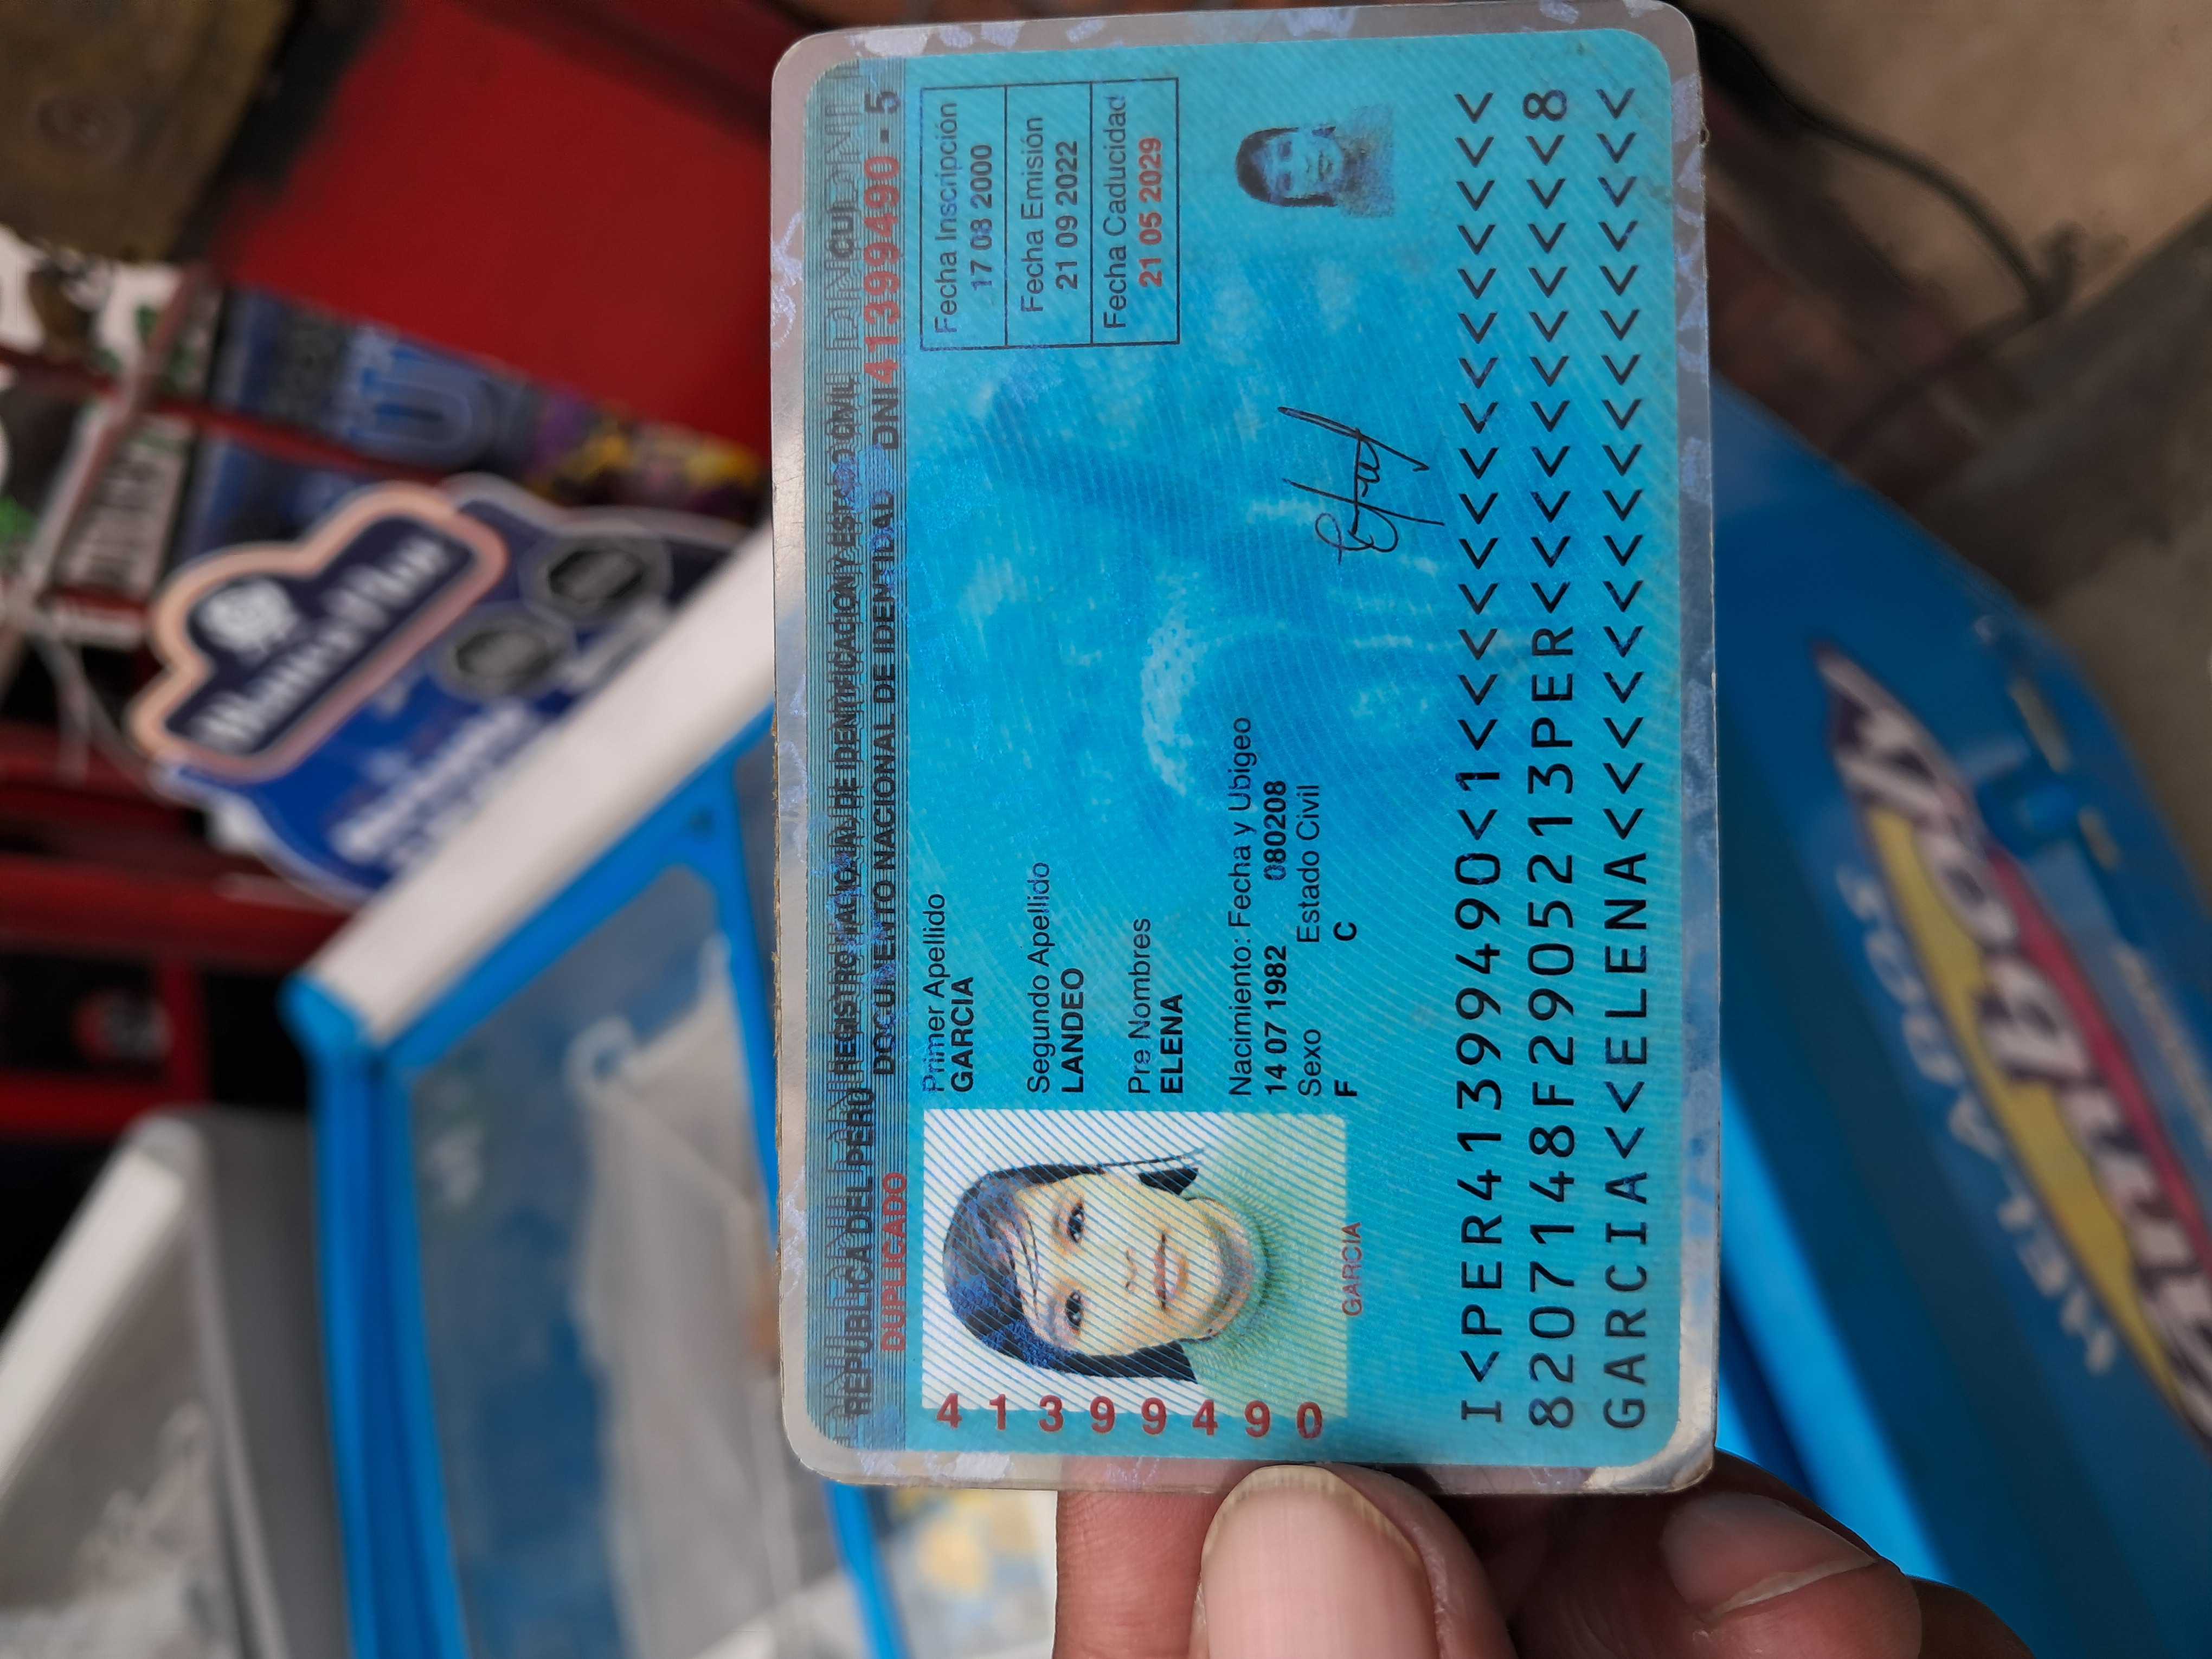 REPUBLICA DEL PERU REGISTRO NACIONAL DE IDENTIFICACION Y ESTADO CIVIL
DUPLICADO DOCUMENTO NACIONAL DE IDENTIDAD DNI 41399490 - 5
Primer Apellido
GARCIA
Segundo Apellido
LANDEO
Pre Nombres
ELENA
Nacimiento: Fecha y Ubigeo
14 07 1982 080208
Sexo Estado Civil
F C
Fecha Inscripción
17 08 2000
Fecha Emisión
21 09 2022
Fecha Caducidad
21 05 2029
41399490
GARCIA
I<PER41399490<1<<<<<<<<<<<<<<<
8207148F2905213PER<<<<<<<<<<<8
GARCIA<<ELENA<<<<<<<<<<<<<<<<<